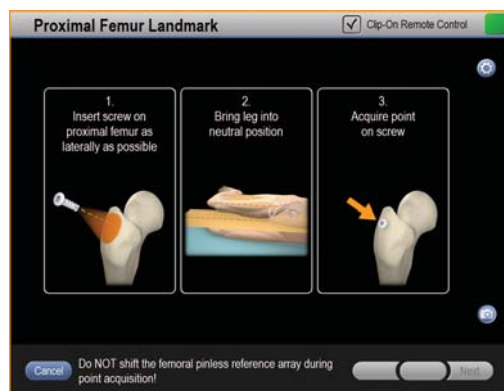 Proximal Femur Landmark
Clip-On Remote Control
1.
Insert screw on
proximal femur as
laterally as possible
2.
Bring leg into
neutral position
3.
Acquire point
on screw
Cancel
Do NOT shift the femoral pinless reference array during
point acquisition!
Next